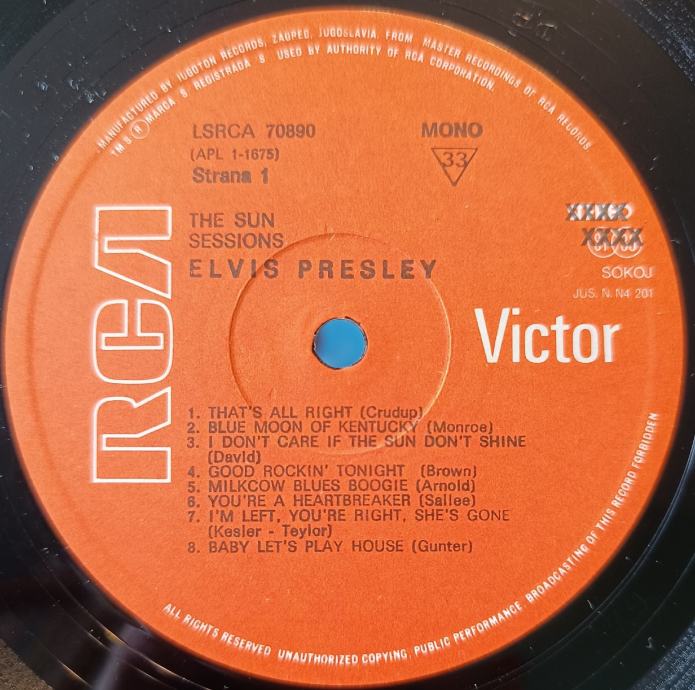 MANUFACTURED BY JUGOTON RECORDS, ZAGREB, JUGOSLAVIA, FROM MASTER RECORDINGS OF RCA RECORDS
TM S ® MARCA S REGISTRADA S USED BY AUTHORITY OF RCA CORPORATION.
LSRCA 70890
MONO
(APL 1-1675)
33
Strana 1
THE SUN
SESSIONS
XXXX
XXXX
ELVIS PRESLEY
SOKOJ
JUS. N. N4 201
RCA
Victor
1. THAT'S ALL RIGHT (Crudup)
2. BLUE MOON OF KENTUCKY (Monroe)
3. I DON'T CARE IF THE SUN DON'T SHINE
(David)
4. GOOD ROCKIN' TONIGHT (Brown)
5. MILKCOW BLUES BOOGIE (Arnold)
6. YOU'RE A HEARTBREAKER (Sallee)
7. I'M LEFT, YOU'RE RIGHT, SHE'S GONE
(Kesler - Teylor)
8. BABY LET'S PLAY HOUSE (Gunter)
ALL RIGHTS RESERVED UNAUTHORIZED COPYING, PUBLIC PERFORMANCE BROADCASTING OF THIS RECORD FORBIDDEN